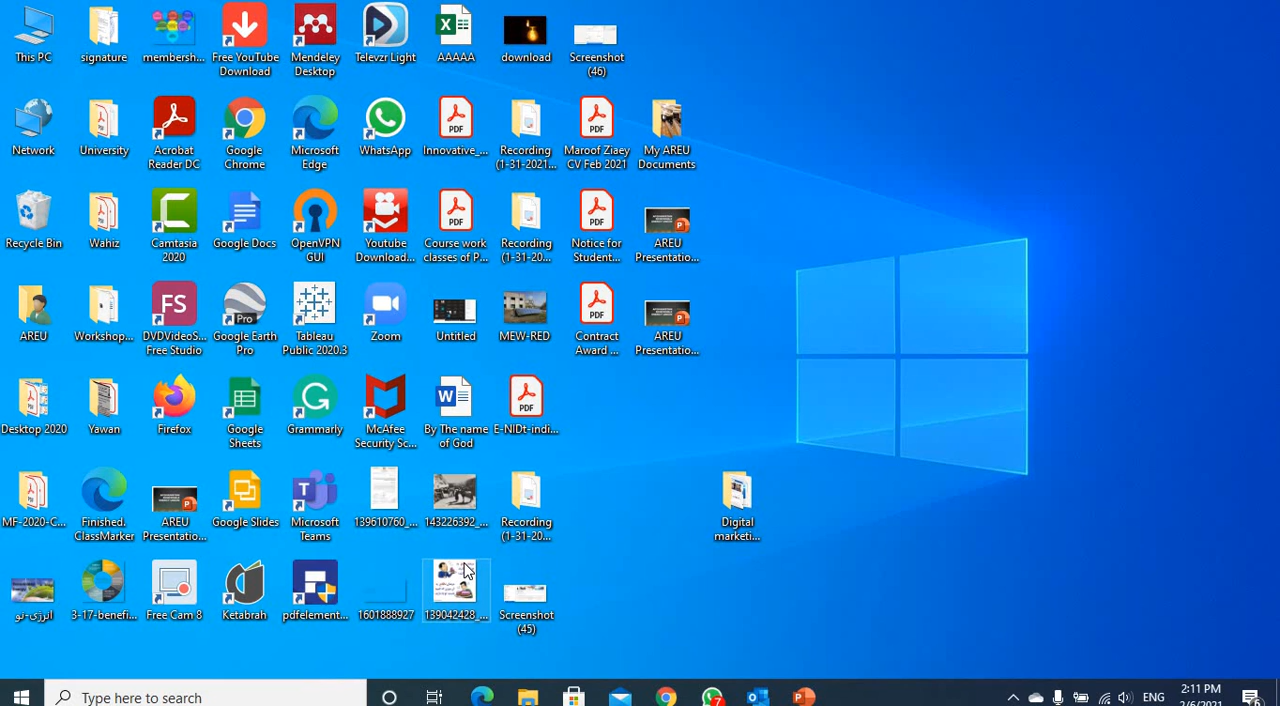 This PC
signature
membersh...
Free YouTube
Download
Mendeley
Desktop
Televzr Light
AAAAA
download
Screenshot
(46)
Network
University
Acrobat
Reader DC
Google
Chrome
Microsoft
Edge
WhatsApp
Innovative_...
Recording
(1-31-2021...
Maroof Ziaey
CV Feb 2021
My AREU
Documents
Recycle Bin
Wahiz
Camtasia
2020
Google Docs
OpenVPN
GUI
Youtube
Download...
Course work
classes of P...
Recording
(1-31-20...
Notice for
Student...
AREU
Presentatio...
AREU
Workshop...
DVDVideoS...
Free Studio
Google Earth
Pro
Tableau
Public 2020.3
Zoom
Untitled
MEW-RED
Contract
Award ...
AREU
Presentatio...
Desktop 2020
Yawan
Firefox
Google
Sheets
Grammarly
McAfee
Security Sc...
By The name
of God
E-NIDt-indi...
MF-2020-C...
Finished.
ClassMarker
AREU
Presentatio...
Google Slides
Microsoft
Teams
139610760_...
143226392_...
Recording
(1-31-20...
Digital
marketi...
انرژی-نو
3-17-benefi...
Free Cam 8
Ketabrah
pdfelement...
1601888927
139042428_...
Screenshot
(45)
Type here to search
7
ENG
2:11 PM
2/6/2021
6